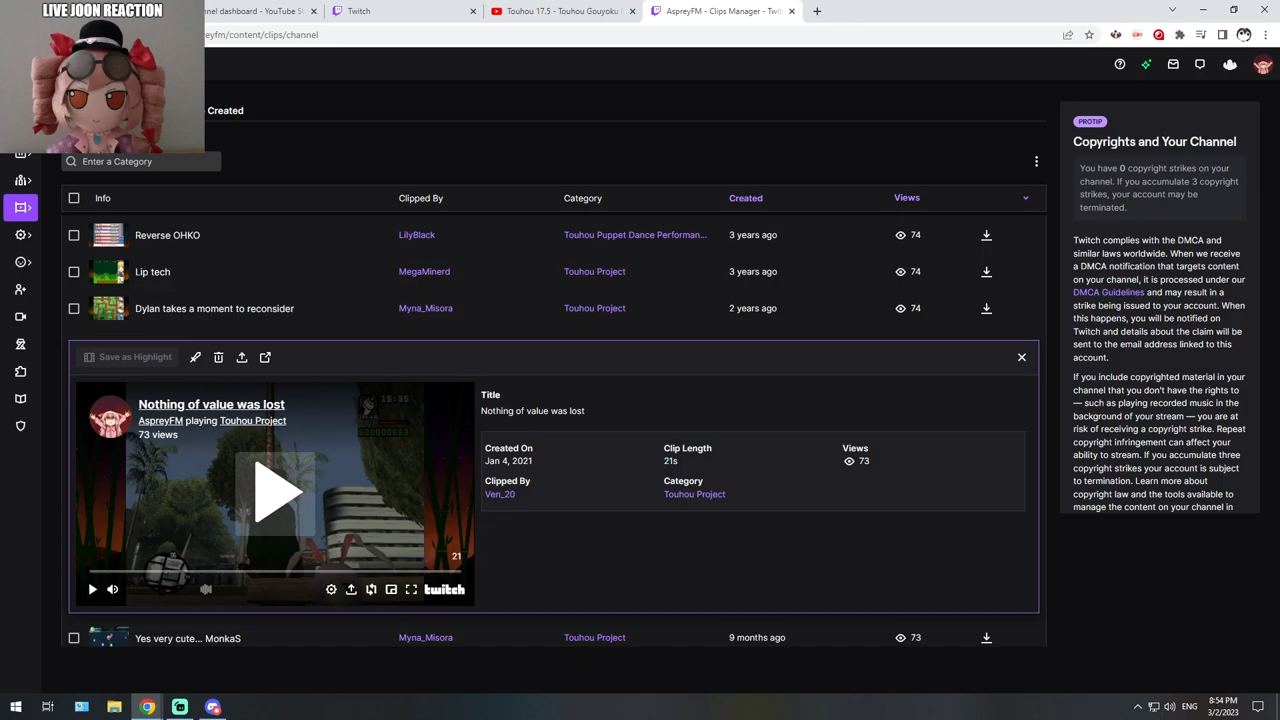 LIVE JOON REACTION
nnel dashboard - YouTube St
Twitch
Touhou 17.5 - Touhou Gouyoku I
AspreyFM - Clips Manager - Twit
eyfm/content/clips/channel
Created
Enter a Category
Info Clipped By Category Created Views
Reverse OHKO LilyBlack Touhou Puppet Dance Performan... 3 years ago 74
Lip tech MegaMinerd Touhou Project 3 years ago 74
Dylan takes a moment to reconsider Myna_Misora Touhou Project 2 years ago 74
Save as Highlight
Nothing of value was lost
AspreyFM playing Touhou Project
73 views
15:35
21
twitch
Title
Nothing of value was lost
Created On Clip Length Views
Jan 4, 2021 21s 73
Clipped By Category
Ven_20 Touhou Project
Yes very cute... MonkaS Myna_Misora Touhou Project 9 months ago 73
PROTIP
Copyrights and Your Channel
You have 0 copyright strikes on
your channel. If you accumulate 3 copyright
strikes, your account may be
terminated.
Twitch complies with the DMCA and
similar laws worldwide. When we receive
a DMCA notification that targets content
on your channel, it is processed under our
DMCA Guidelines and may result in a
strike being issued to your account. When
this happens, you will be notified on
Twitch and details about the claim will be
sent to the email address linked to this
account.
If you include copyrighted material in your
channel that you don't have the rights to
— such as playing recorded music in the
background of your stream — you are at
risk of receiving a copyright strike. Repeat
copyright infringement can affect your
ability to stream. If you accumulate three
copyright strikes your account is subject
to termination. Learn more about
copyright law and the tools available to
manage the content on your channel in
ENG
8:54 PM
3/2/2023